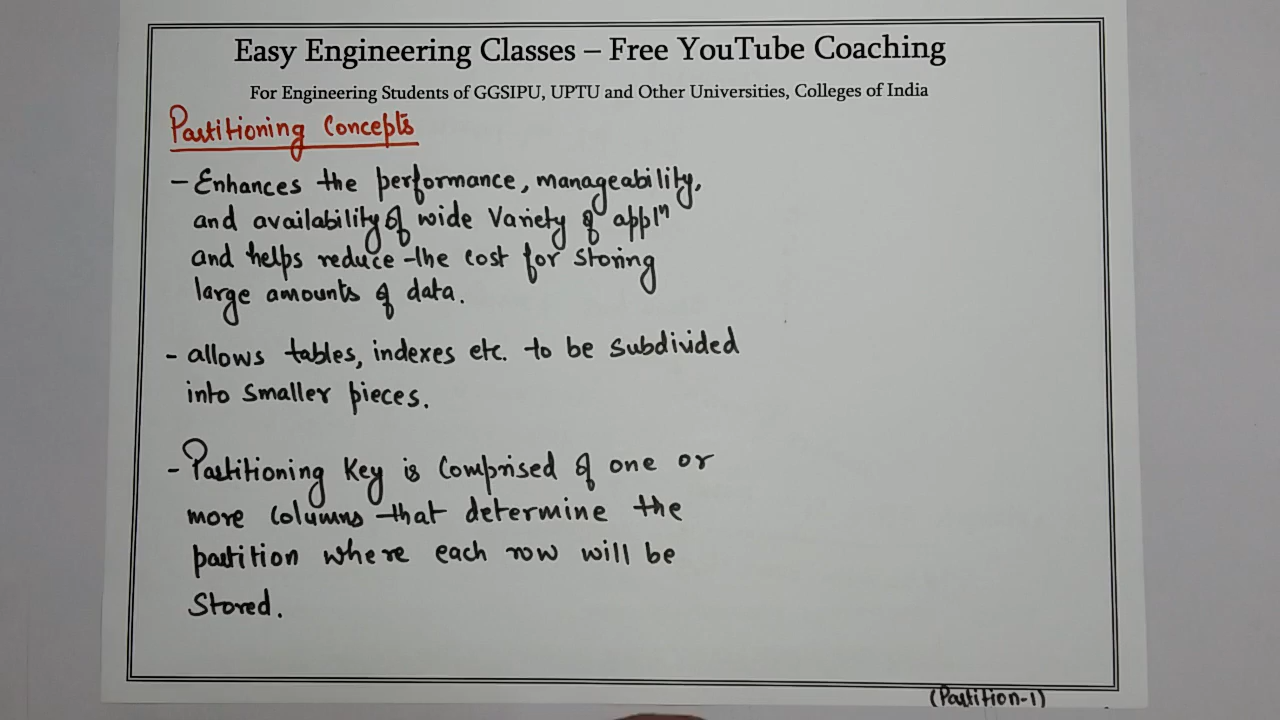 Easy Engineering Classes – Free YouTube Coaching
For Engineering Students of GGSIPU, UPTU and Other Universities, Colleges of India
Partitioning Concepts
- Enhances the performance, manageability,
and availability of wide Variety of applⁿ
and helps reduce the cost for storing
large amounts of data.
- allows tables, indexes etc. to be subdivided
into smaller pieces.
- Partitioning Key is Comprised of one or
more Columns that determine the
partition where each row will be
Stored.
(Partition-1)